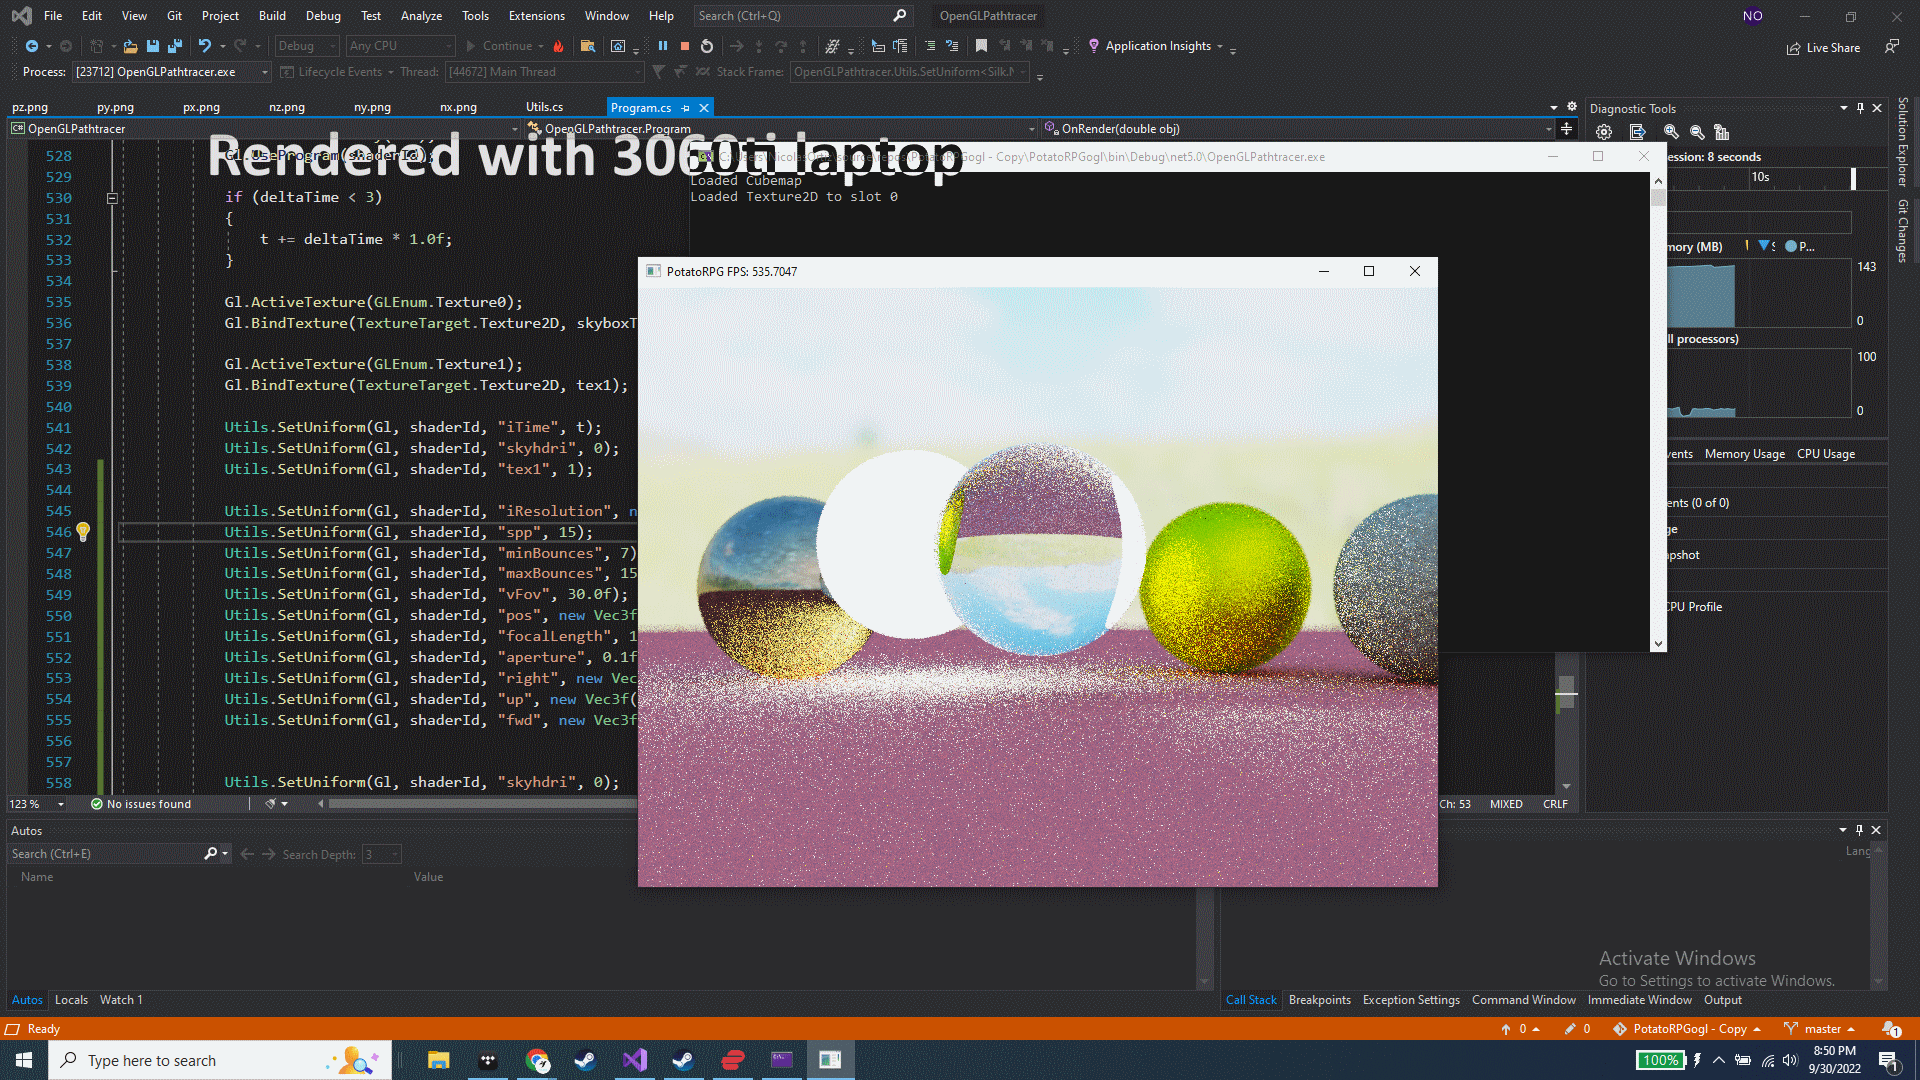 File Edit View Git Project Build Debug Test Analyze Tools Extensions Window Help Search (Ctrl+Q) OpenGLPathtracer NO
Debug Any CPU Continue Application Insights Live Share
Process: [23712] OpenGLPathtracer.exe Lifecycle Events Thread: [44672] Main Thread Stack Frame: OpenGLPathtracer.Utils.SetUniform<Silk.N
pz.png py.png px.png nz.png ny.png nx.png Utils.cs Program.cs
OpenGLPathtracer OpenGLPathtracer.Program OnRender(double obj)
Rendered with 3060ti laptop
528 Gl.UseProgram(shaderId);
529
530 if (deltaTime < 3)
531 {
532 t += deltaTime * 1.0f;
533 }
534
535 Gl.ActiveTexture(GLEnum.Texture0);
536 Gl.BindTexture(TextureTarget.Texture2D, skyboxT
537
538 Gl.ActiveTexture(GLEnum.Texture1);
539 Gl.BindTexture(TextureTarget.Texture2D, tex1);
540
541 Utils.SetUniform(Gl, shaderId, "iTime", t);
542 Utils.SetUniform(Gl, shaderId, "skyhdri", 0);
543 Utils.SetUniform(Gl, shaderId, "tex1", 1);
544
545 Utils.SetUniform(Gl, shaderId, "iResolution", n
546 Utils.SetUniform(Gl, shaderId, "spp", 15);
547 Utils.SetUniform(Gl, shaderId, "minBounces", 7)
548 Utils.SetUniform(Gl, shaderId, "maxBounces", 15
549 Utils.SetUniform(Gl, shaderId, "vFov", 30.0f);
550 Utils.SetUniform(Gl, shaderId, "pos", new Vec3f
551 Utils.SetUniform(Gl, shaderId, "focalLength", 1
552 Utils.SetUniform(Gl, shaderId, "aperture", 0.1f
553 Utils.SetUniform(Gl, shaderId, "right", new Vec
554 Utils.SetUniform(Gl, shaderId, "up", new Vec3f(
555 Utils.SetUniform(Gl, shaderId, "fwd", new Vec3f
556
557
558 Utils.SetUniform(Gl, shaderId, "skyhdri", 0);
123 % No issues found Ch: 53 MIXED CRLF
source\repos\PotatoRPGogl - Copy\PotatoRPGogl\bin\Debug\net5.0\OpenGLPathtracer.exe
Loaded Cubemap
Loaded Texture2D to slot 0
PotatoRPG FPS: 535.7047
Diagnostic Tools
ession: 8 seconds
10s
mory (MB) P...
143
0
ll processors)
100
0
vents Memory Usage CPU Usage
ents (0 of 0)
ge
apshot
CPU Profile
Solution Explorer
Git Changes
Autos
Search (Ctrl+E) Search Depth: 3
Name Value
Lang
Autos Locals Watch 1
Call Stack Breakpoints Exception Settings Command Window Immediate Window Output
Activate Windows
Go to Settings to activate Windows.
Ready 0 0 PotatoRPGogl - Copy master 1
Type here to search 100% 8:50 PM
9/30/2022
1